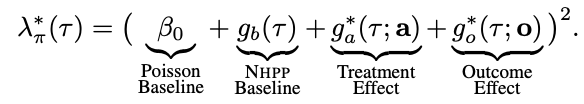 λ*π(τ) = ( β0 + gb(τ) + g*a(τ; a) + g*o(τ; o) )².
Poisson Baseline NHPP Baseline Treatment Effect Outcome Effect